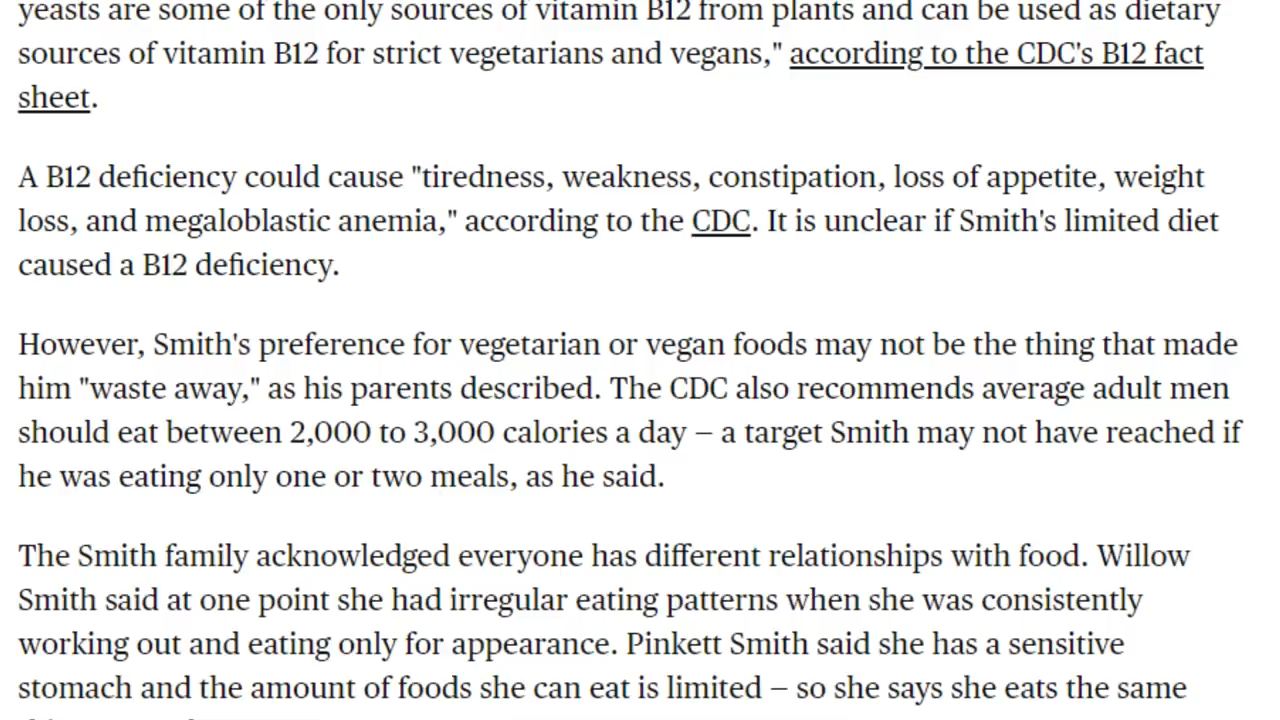 yeasts are some of the only sources of vitamin B12 from plants and can be used as dietary
sources of vitamin B12 for strict vegetarians and vegans," according to the CDC's B12 fact
sheet.
A B12 deficiency could cause "tiredness, weakness, constipation, loss of appetite, weight
loss, and megaloblastic anemia," according to the CDC. It is unclear if Smith's limited diet
caused a B12 deficiency.
However, Smith's preference for vegetarian or vegan foods may not be the thing that made
him "waste away," as his parents described. The CDC also recommends average adult men
should eat between 2,000 to 3,000 calories a day – a target Smith may not have reached if
he was eating only one or two meals, as he said.
The Smith family acknowledged everyone has different relationships with food. Willow
Smith said at one point she had irregular eating patterns when she was consistently
working out and eating only for appearance. Pinkett Smith said she has a sensitive
stomach and the amount of foods she can eat is limited – so she says she eats the same